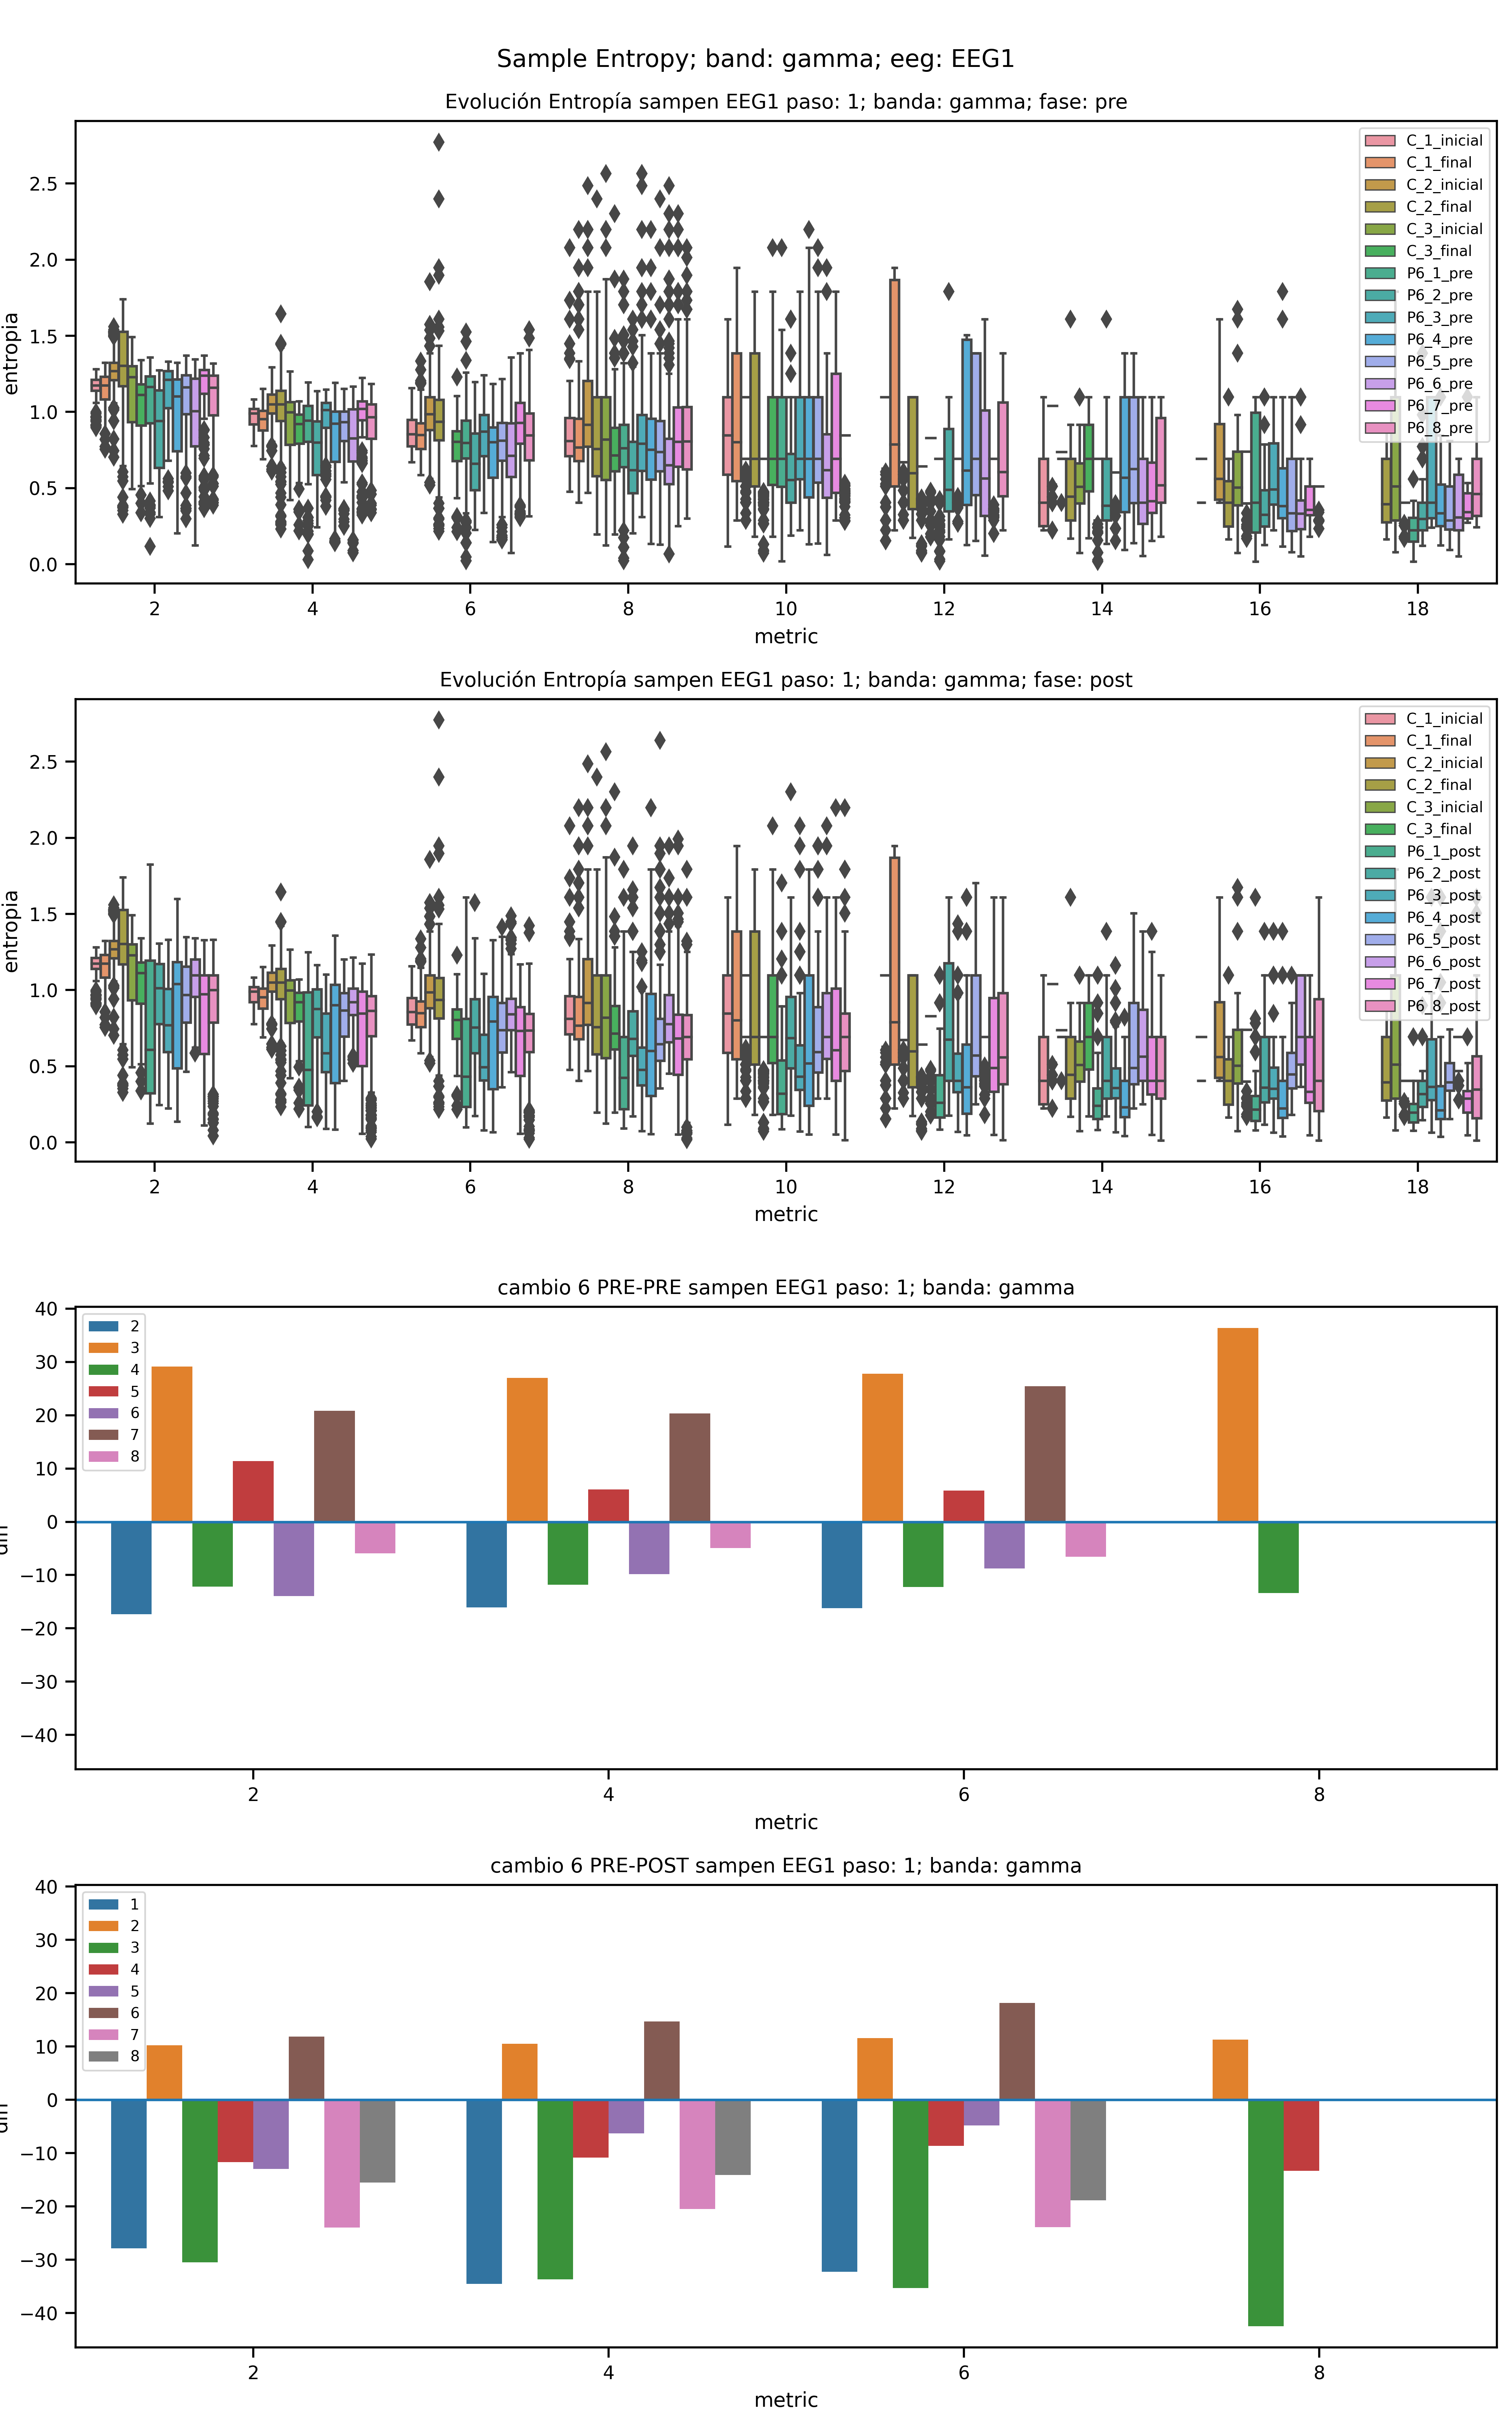 Sample Entropy; band: gamma; eeg: EEG1
Evolución Entropía sampen EEG1 paso: 1; banda: gamma; fase: pre
entropia
2.5
2.0
1.5
1.0
0.5
0.0
C_1_inicial
C_1_final
C_2_inicial
C_2_final
C_3_inicial
C_3_final
P6_1_pre
P6_2_pre
P6_3_pre
P6_4_pre
P6_5_pre
P6_6_pre
P6_7_pre
P6_8_pre
2 4 6 8 10 12 14 16 18
metric
Evolución Entropía sampen EEG1 paso: 1; banda: gamma; fase: post
entropia
2.5
2.0
1.5
1.0
0.5
0.0
C_1_inicial
C_1_final
C_2_inicial
C_2_final
C_3_inicial
C_3_final
P6_1_post
P6_2_post
P6_3_post
P6_4_post
P6_5_post
P6_6_post
P6_7_post
P6_8_post
2 4 6 8 10 12 14 16 18
metric
cambio 6 PRE-PRE sampen EEG1 paso: 1; banda: gamma
40
30
20
10
0
−10
−20
−30
−40
2
3
4
5
6
7
8
2 4 6 8
metric
cambio 6 PRE-POST sampen EEG1 paso: 1; banda: gamma
40
30
20
10
0
−10
−20
−30
−40
1
2
3
4
5
6
7
8
2 4 6 8
metric